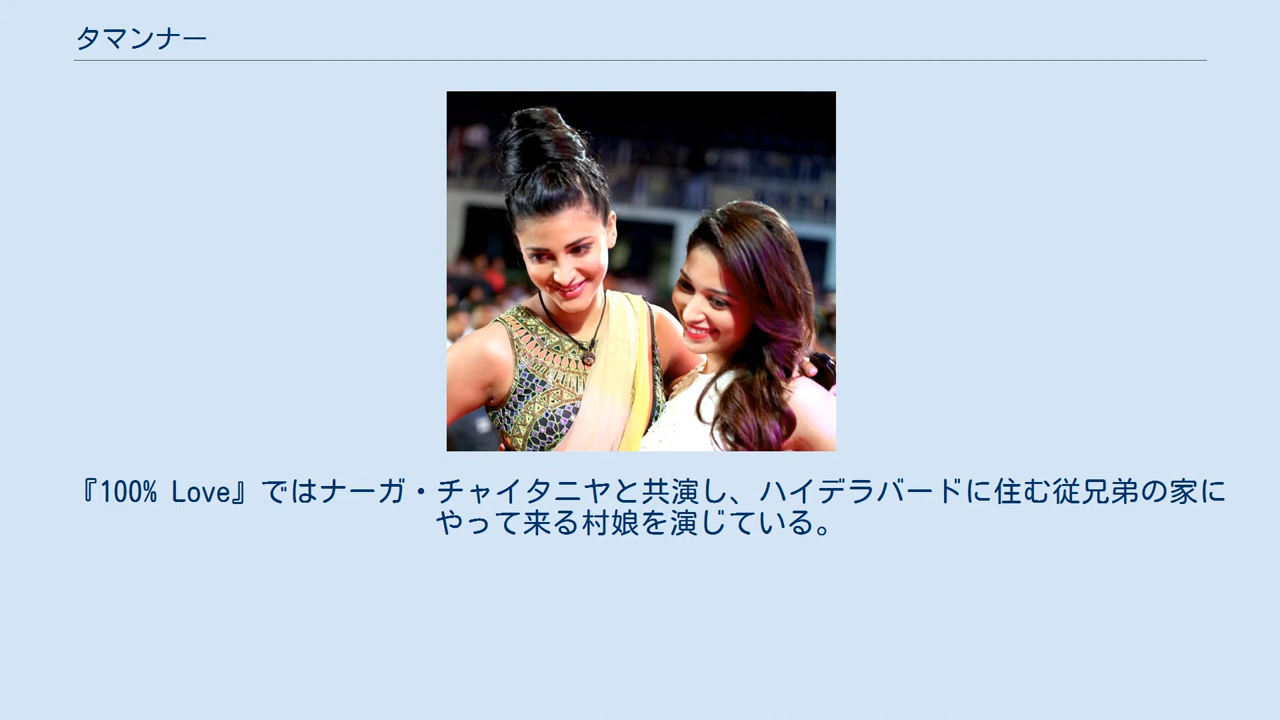 タマンナー
『100% Love』ではナーガ・チャイタニヤと共演し、ハイデラバードに住む従兄弟の家に
やって来る村娘を演じている。